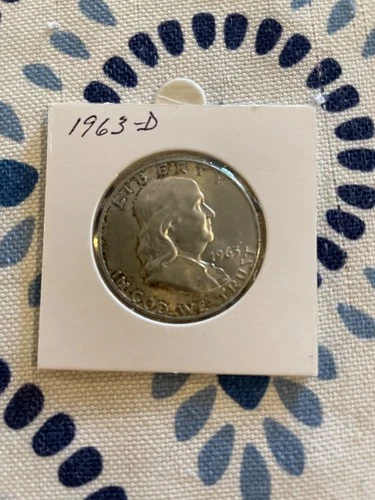 1963-D
LIBERTY
1963
IN GOD WE TRUST